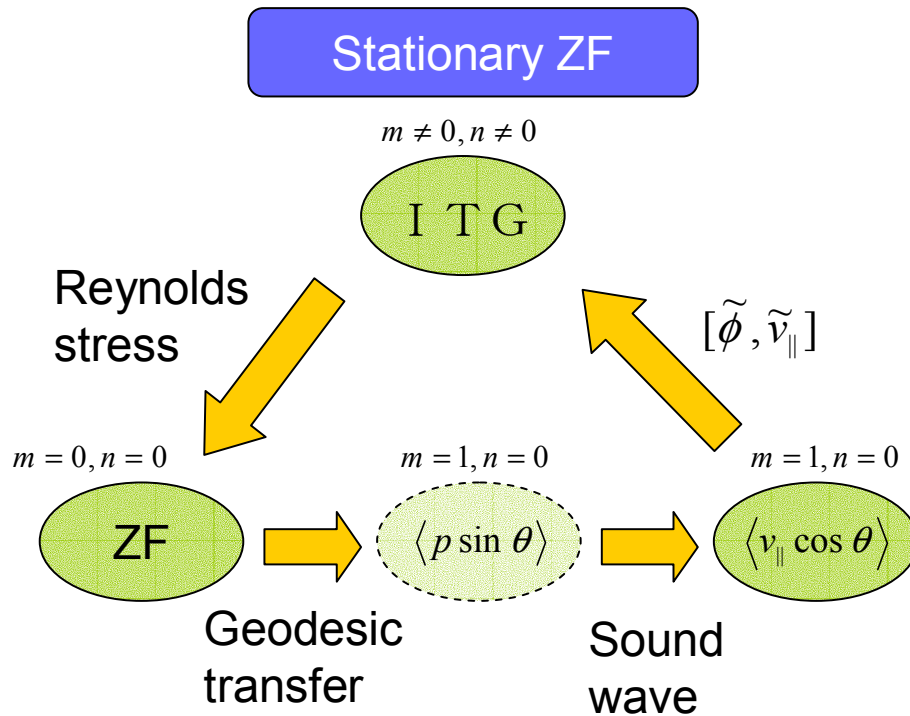 Stationary ZF
m ≠ 0, n ≠ 0
I T G
Reynolds
stress
[ϕ̃, ṽ∥]
m = 0, n = 0
m = 1, n = 0
m = 1, n = 0
ZF
⟨p sin θ⟩
⟨v∥ cos θ⟩
Geodesic
transfer
Sound
wave